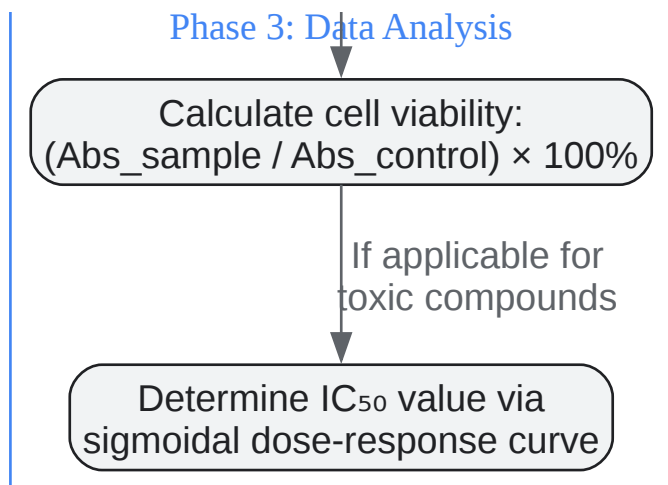 Phase 3: Data Analysis
Calculate cell viability:
(Abs_sample / Abs_control) × 100%
If applicable for
toxic compounds
Determine IC₅₀ value via
sigmoidal dose-response curve